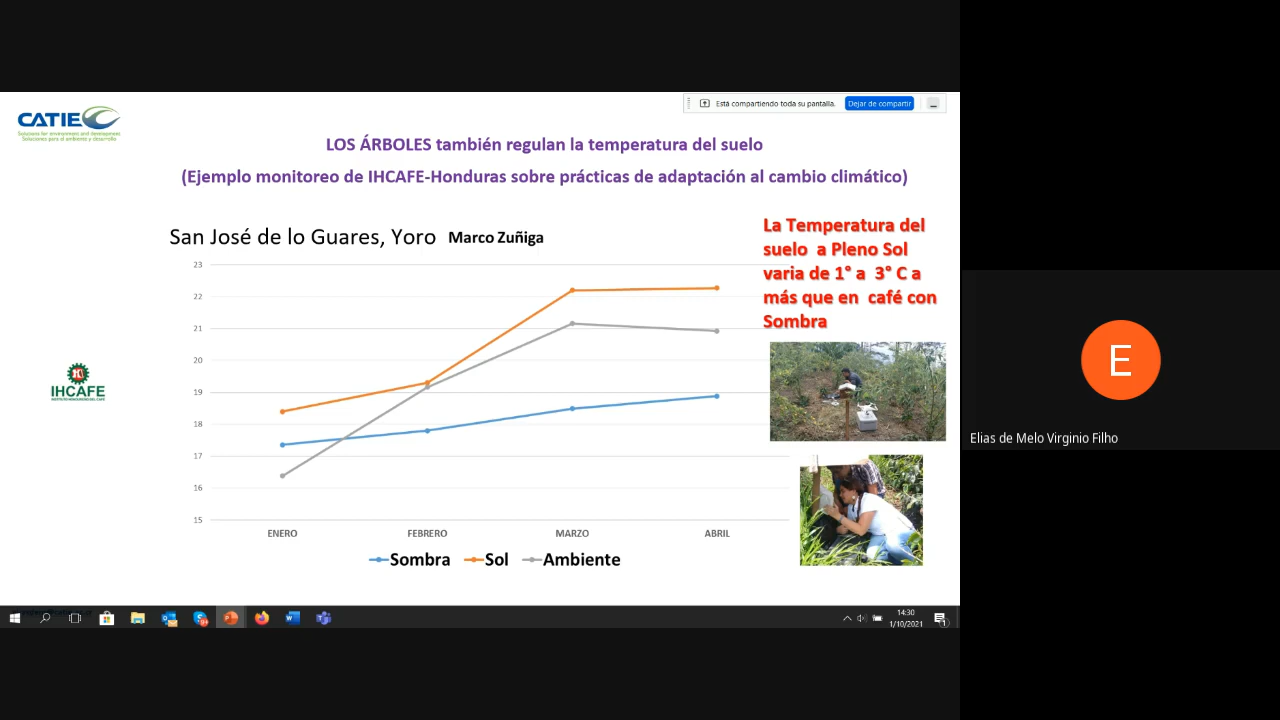 Está compartiendo toda su pantalla.
Dejar de compartir
CATIE
Solutions for environment and development
Soluciones para el ambiente y desarrollo
LOS ÁRBOLES también regulan la temperatura del suelo
(Ejemplo monitoreo de IHCAFE-Honduras sobre prácticas de adaptación al cambio climático)
San José de lo Guares, Yoro Marco Zuñiga
La Temperatura del
suelo a Pleno Sol
varia de 1° a 3° C a
más que en café con
Sombra
23
22
21
20
19
18
17
16
15
ENERO FEBRERO MARZO ABRIL
Sombra Sol Ambiente
IHCAFE
INSTITUTO HONDUREÑO DEL CAFÉ
E
Elias de Melo Virginio Filho
14:30
1/10/2021